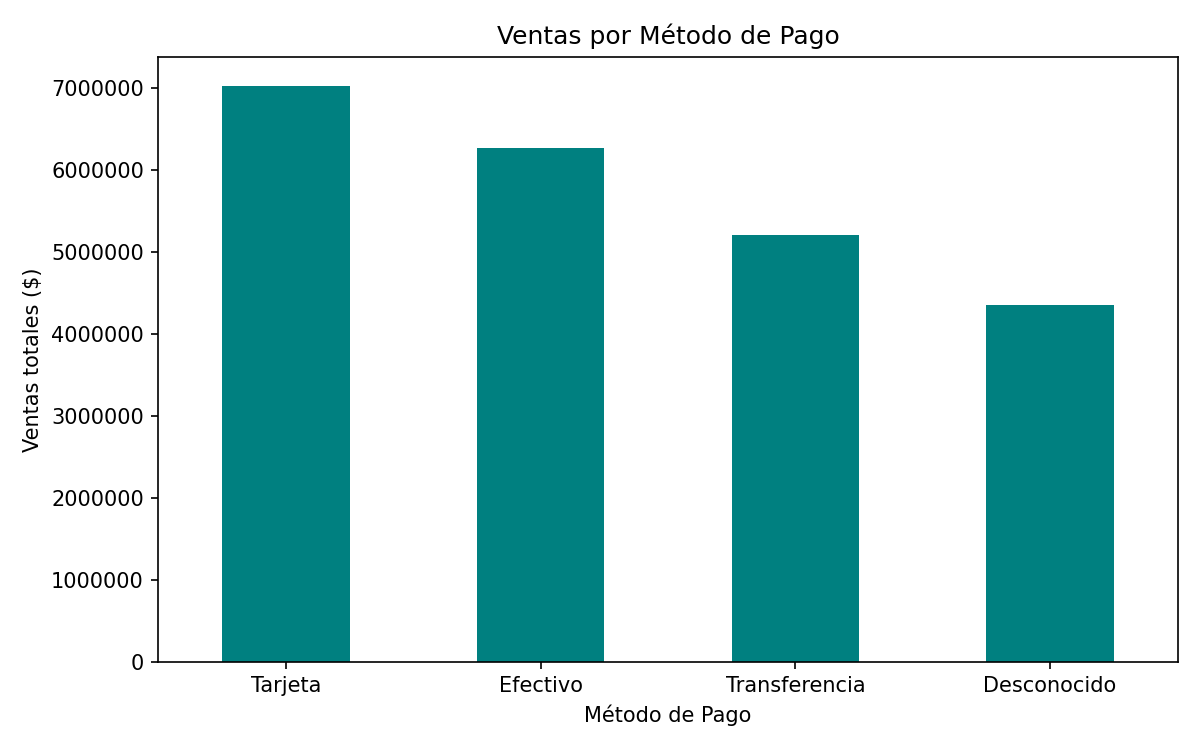 Ventas por Método de Pago
Ventas totales ($)
7000000
6000000
5000000
4000000
3000000
2000000
1000000
0
Tarjeta Efectivo Transferencia Desconocido
Método de Pago